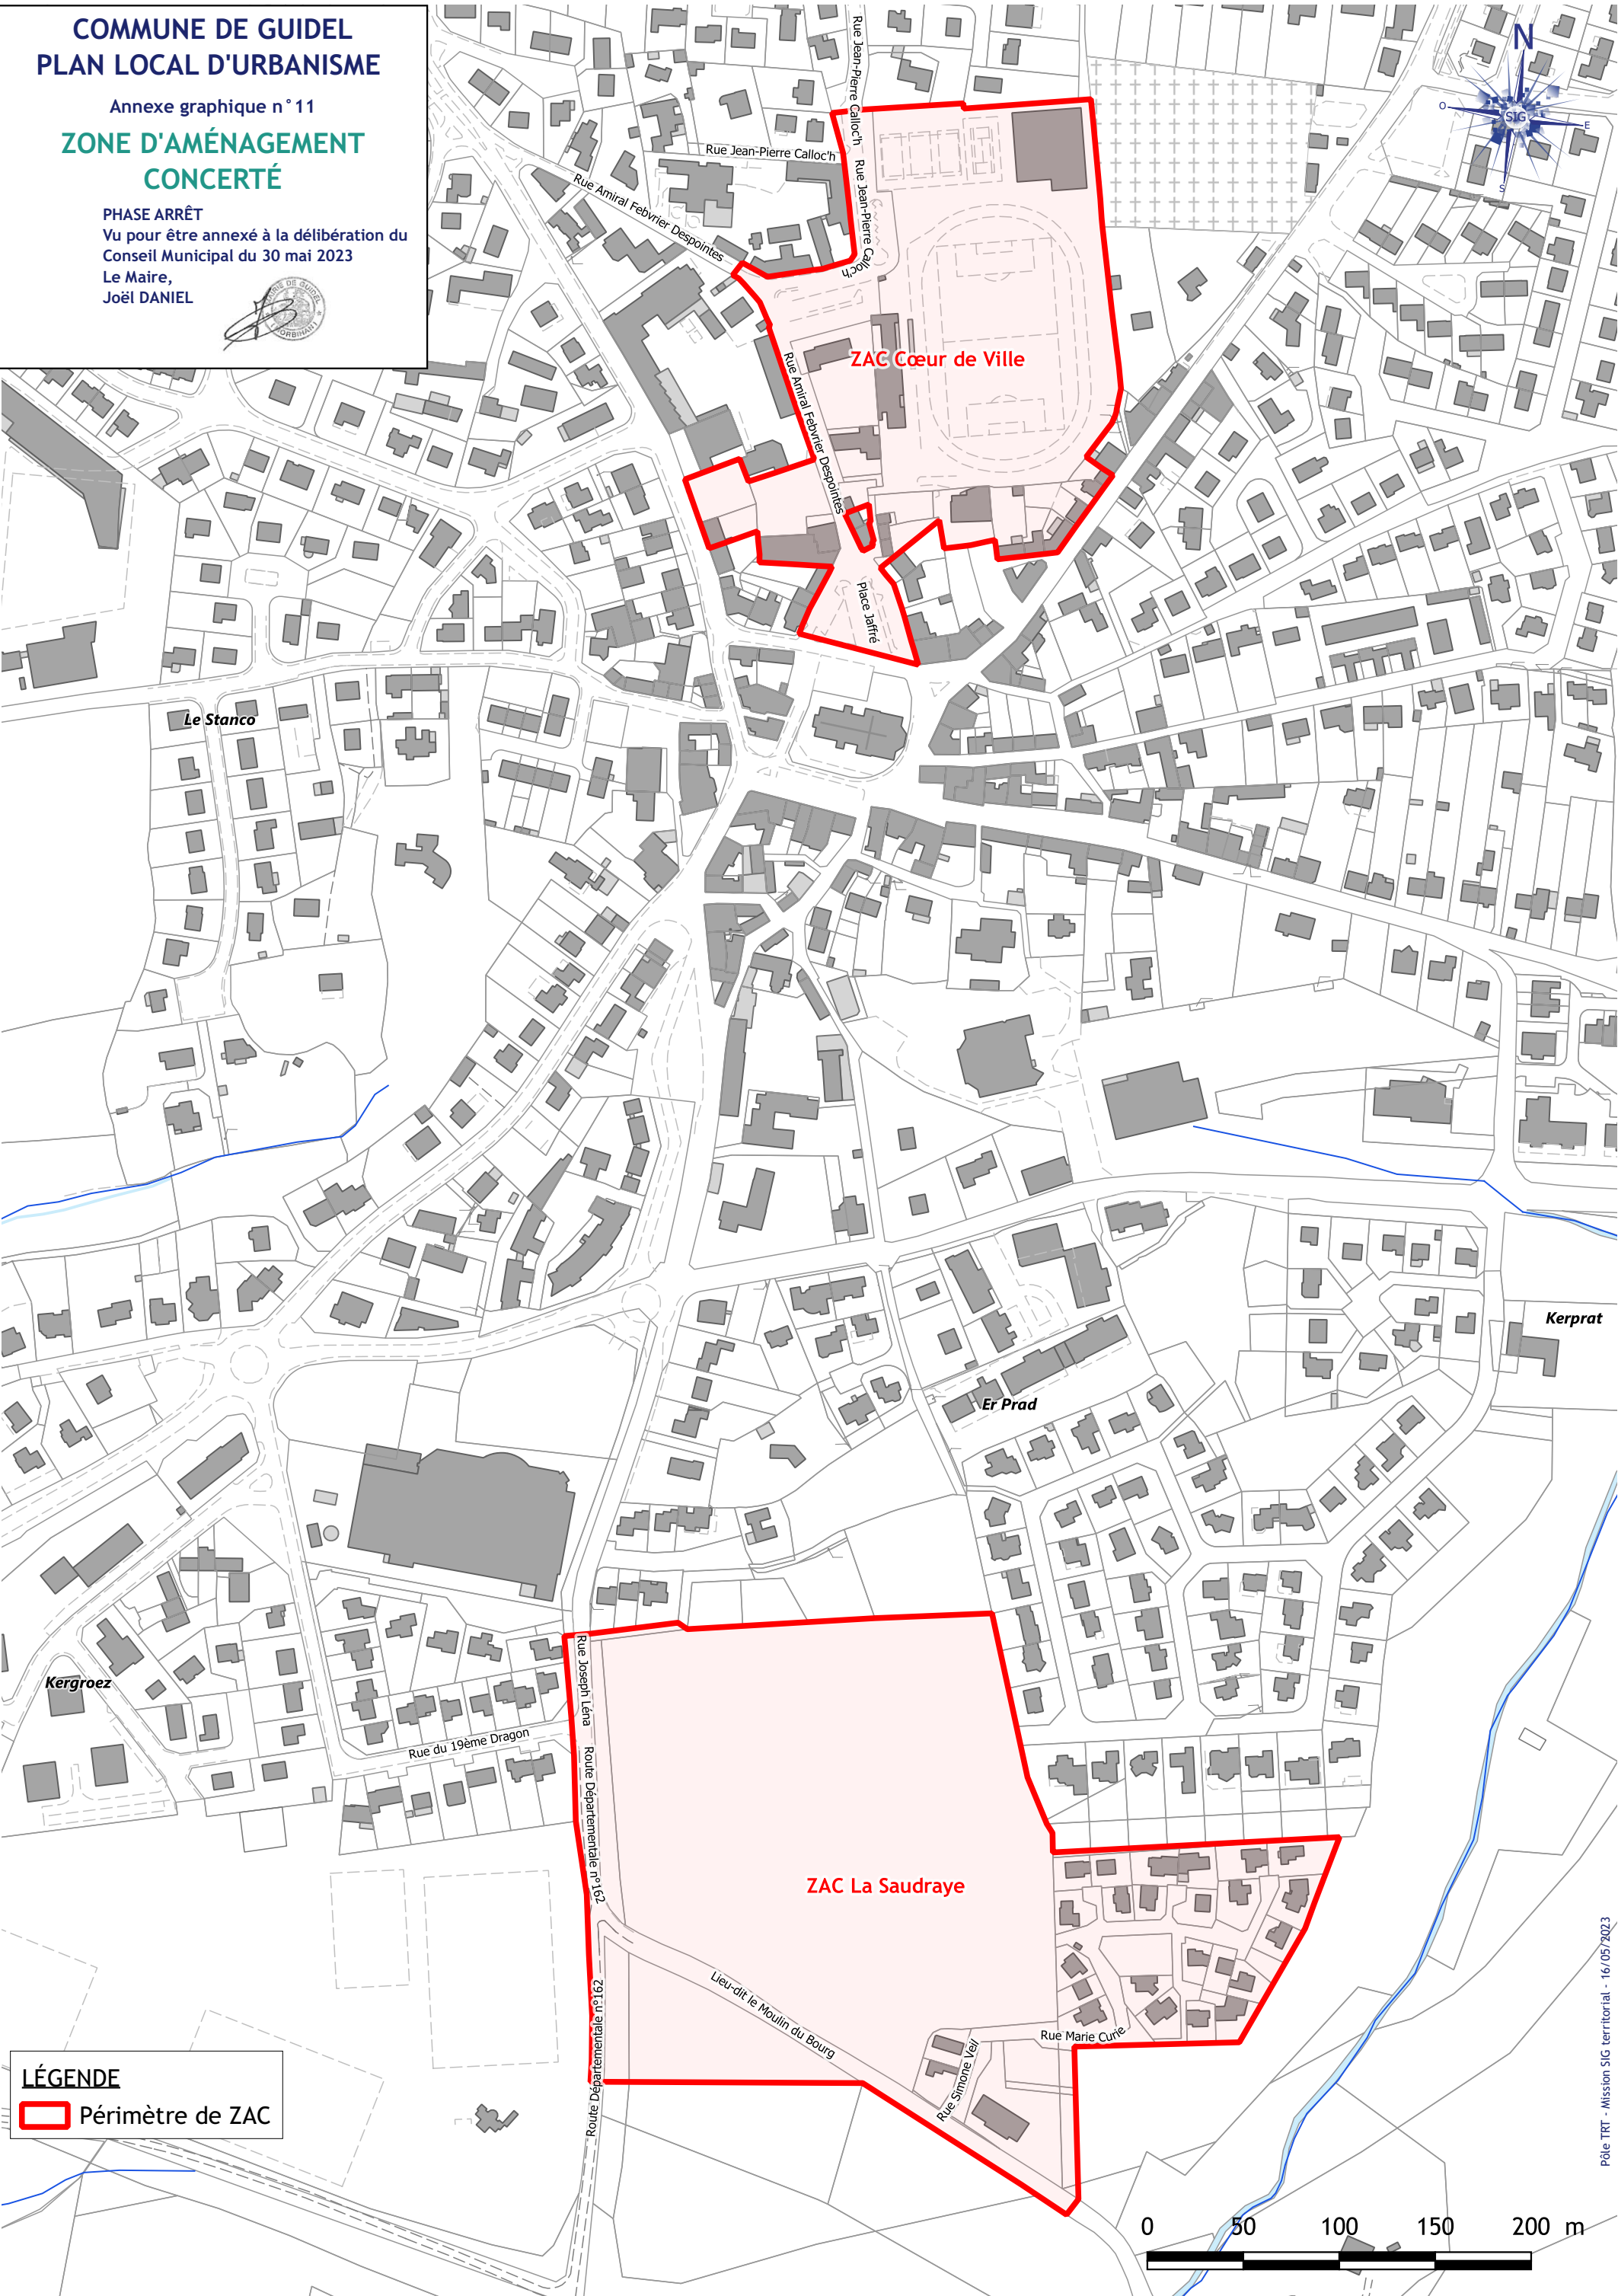 COMMUNE DE GUIDEL
PLAN LOCAL D'URBANISME
Annexe graphique n°11
ZONE D'AMÉNAGEMENT
CONCERTÉ
PHASE ARRÊT
Vu pour être annexé à la délibération du
Conseil Municipal du 30 mai 2023
Le Maire,
Joël DANIEL
MAIRIE DE GUIDEL
(MORBIHAN)
N
O
SIG
E
S
Rue Jean-Pierre Calloc'h
Rue Jean-Pierre Calloc'h
Rue Jean-Pierre Calloc'h
Rue Amiral Febvrier Despointes
ZAC Cœur de Ville
Rue Amiral Febvrier Despointes
Place Jaffré
Le Stanco
Kerprat
Er Prad
Kergroez
Rue Joseph Léna
Rue du 19ème Dragon
Route Départementale n°162
ZAC La Saudraye
Lieu-dit le Moulin du Bourg
Route Départementale n°162
Rue Marie Curie
Rue Simone Veil
LÉGENDE
Périmètre de ZAC
0 50 100 150 200 m
Pôle TRT - Mission SIG territorial - 16/05/2023